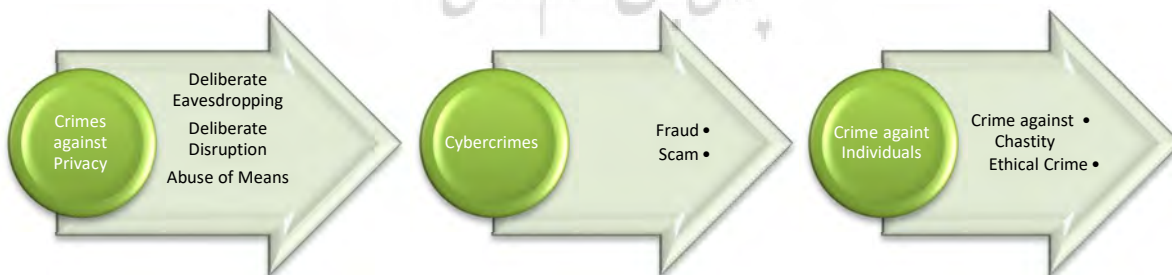 Crimes
against
Privacy
Deliberate
Eavesdropping
Deliberate
Disruption
Abuse of Means
Cybercrimes
Fraud •
Scam •
Crime againt
Individuals
Crime against •
Chastity
Ethical Crime •